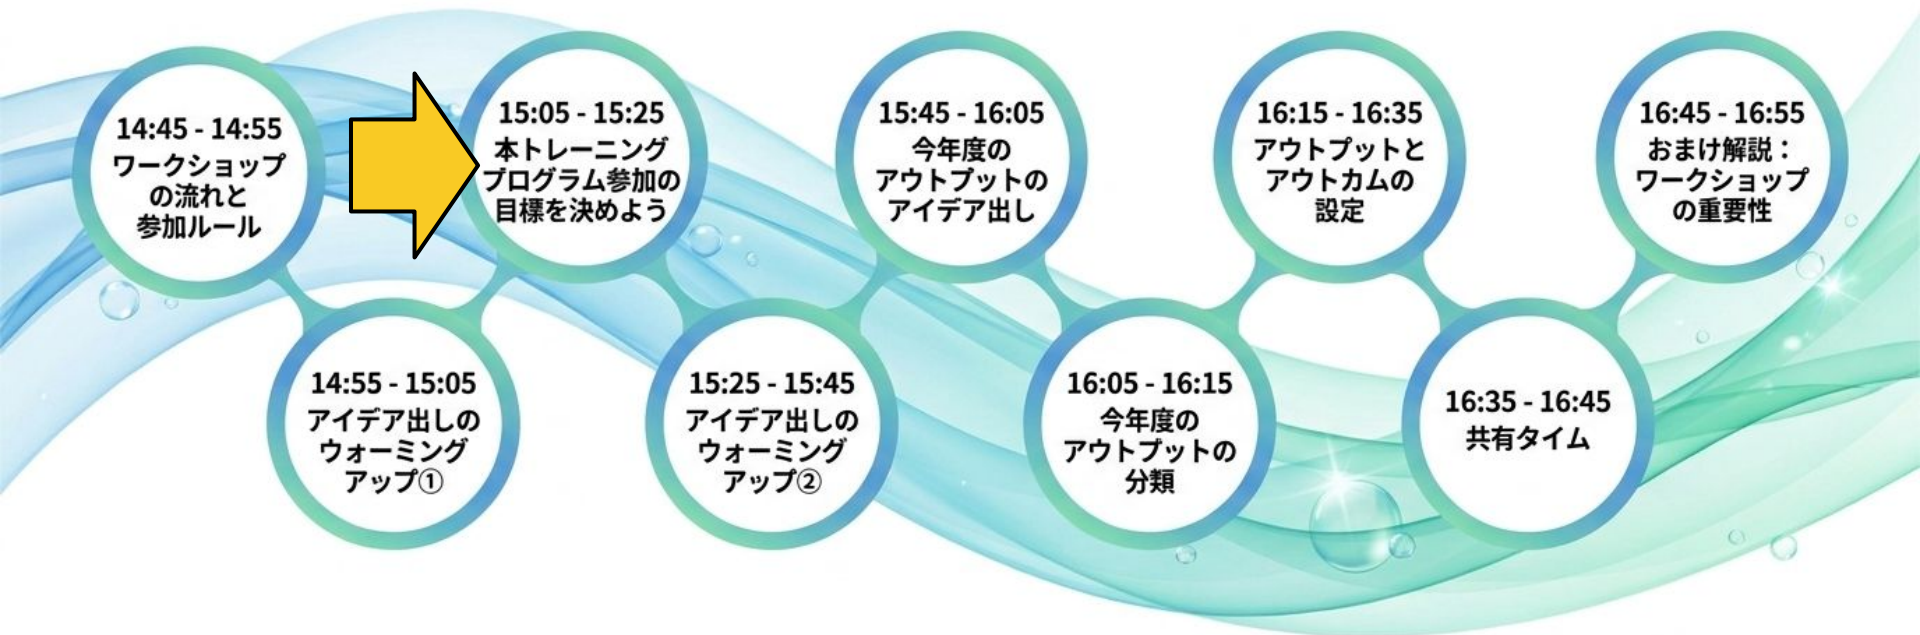 14:45 - 14:55
ワークショップ
の流れと
参加ルール
14:55 - 15:05
アイデア出しの
ウォーミング
アップ①
15:05 - 15:25
本トレーニング
プログラム参加の
目標を決めよう
15:25 - 15:45
アイデア出しの
ウォーミング
アップ②
15:45 - 16:05
今年度の
アウトプットの
アイデア出し
16:05 - 16:15
今年度の
アウトプットの
分類
16:15 - 16:35
アウトプットと
アウトカムの
設定
16:35 - 16:45
共有タイム
16:45 - 16:55
おまけ解説：
ワークショップ
の重要性